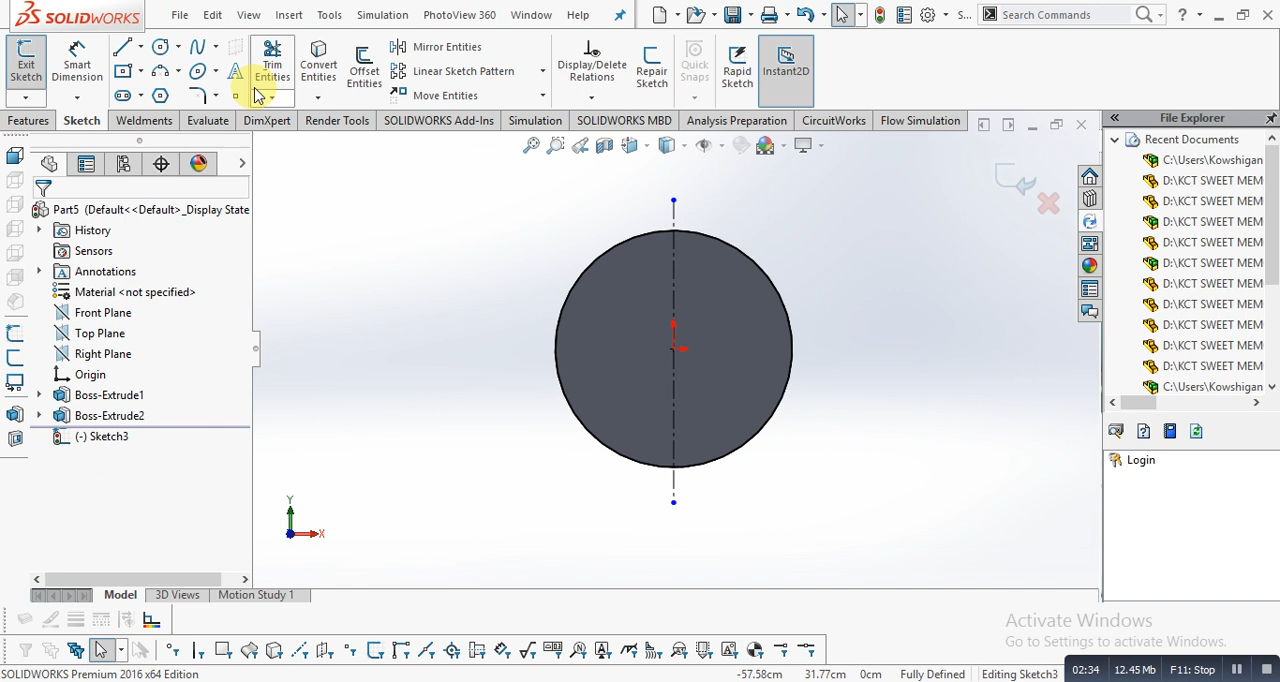 SOLIDWORKS
File Edit View Insert Tools Simulation PhotoView 360 Window Help
S... Search Commands ?
Exit Sketch
Smart Dimension
Trim Entities
Convert Entities
Offset Entities
Mirror Entities
Linear Sketch Pattern
Move Entities
Display/Delete Relations
Repair Sketch
Quick Snaps
Rapid Sketch
Instant2D
Features Sketch Weldments Evaluate DimXpert Render Tools SOLIDWORKS Add-Ins Simulation SOLIDWORKS MBD Analysis Preparation CircuitWorks Flow Simulation
File Explorer
Recent Documents
C:\Users\Kowshigan
D:\KCT SWEET MEM
D:\KCT SWEET MEM
D:\KCT SWEET MEM
D:\KCT SWEET MEM
D:\KCT SWEET MEM
D:\KCT SWEET MEM
D:\KCT SWEET MEM
D:\KCT SWEET MEM
D:\KCT SWEET MEM
D:\KCT SWEET MEM
C:\Users\Kowshigan
Login
Part5 (Default<<Default>_Display State
History
Sensors
Annotations
Material <not specified>
Front Plane
Top Plane
Right Plane
Origin
Boss-Extrude1
Boss-Extrude2
(-) Sketch3
Y
X
Model 3D Views Motion Study 1
Activate Windows
Go to Settings to activate Windows.
SOLIDWORKS Premium 2016 x64 Edition
-57.58cm 31.77cm 0cm Fully Defined Editing Sketch3
02:34 12.45 Mb F11: Stop